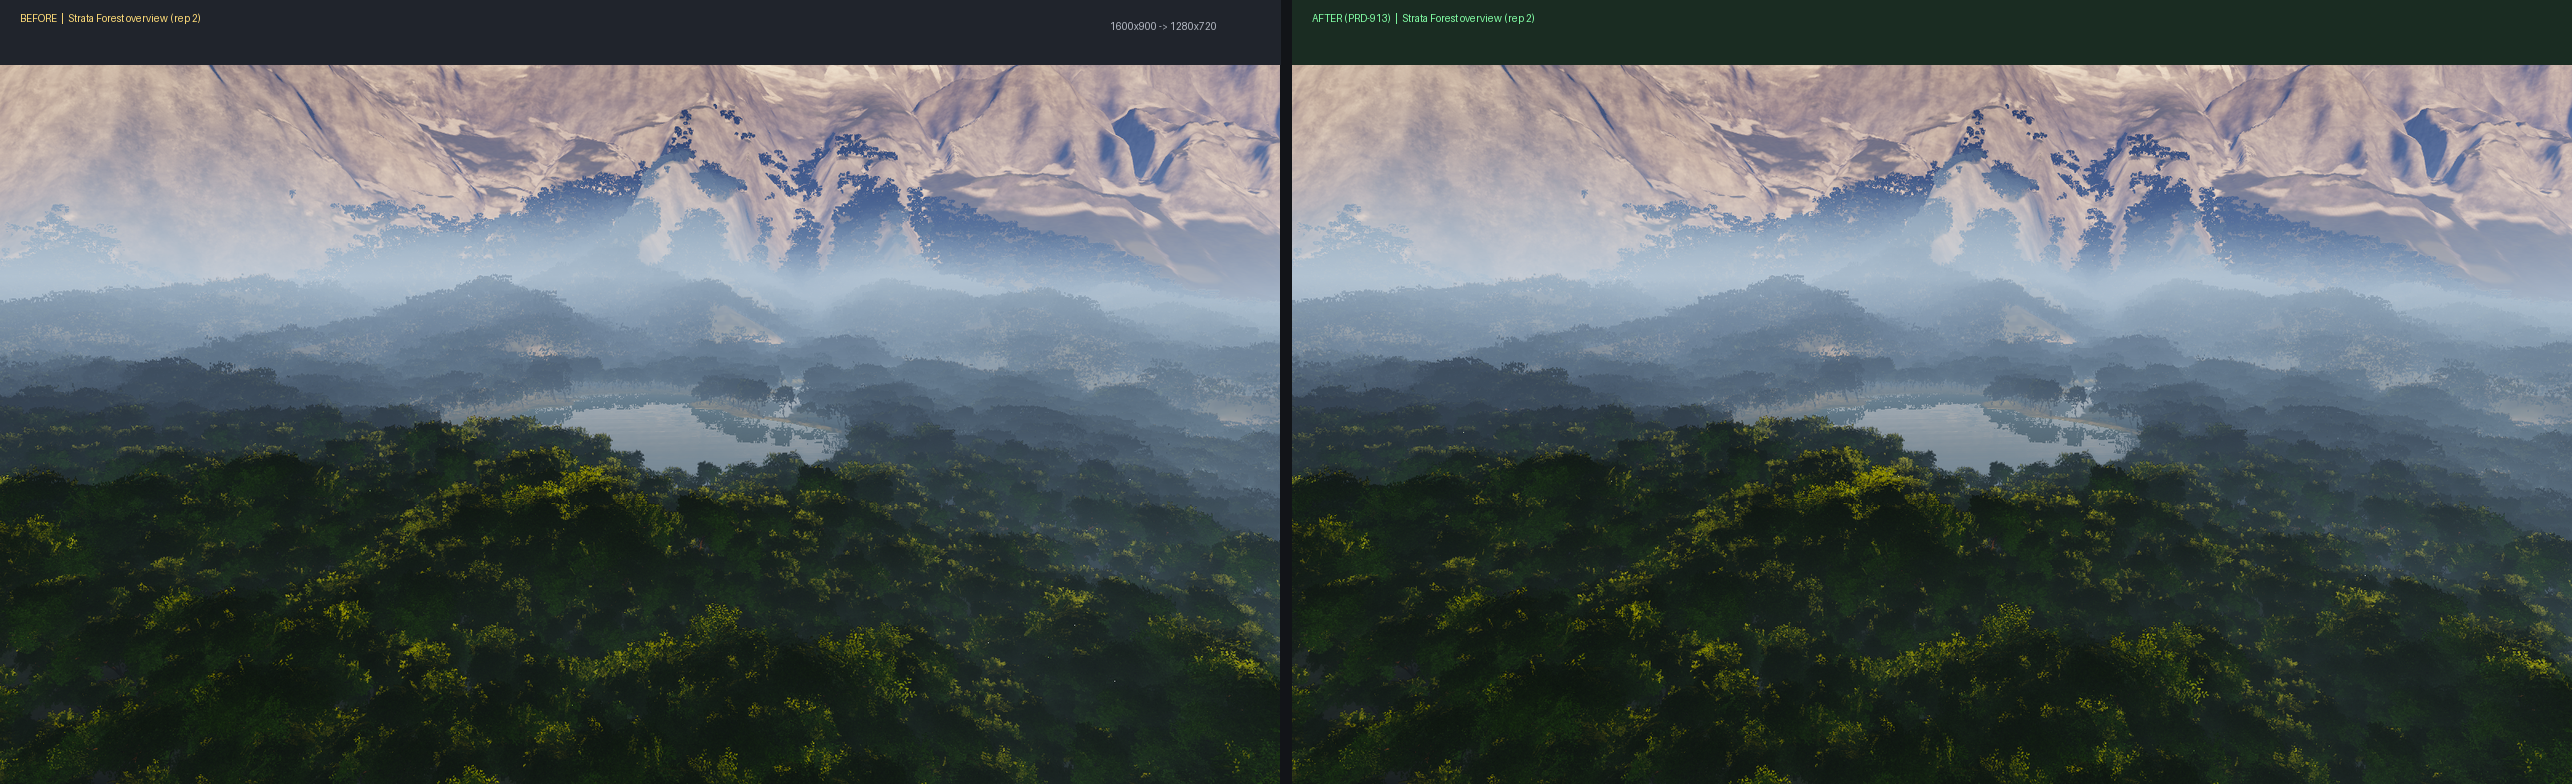 BEFORE | Strata Forest overview (rep 2)
1600x900 -> 1280x720
AFTER (PRD-913) | Strata Forest overview (rep 2)